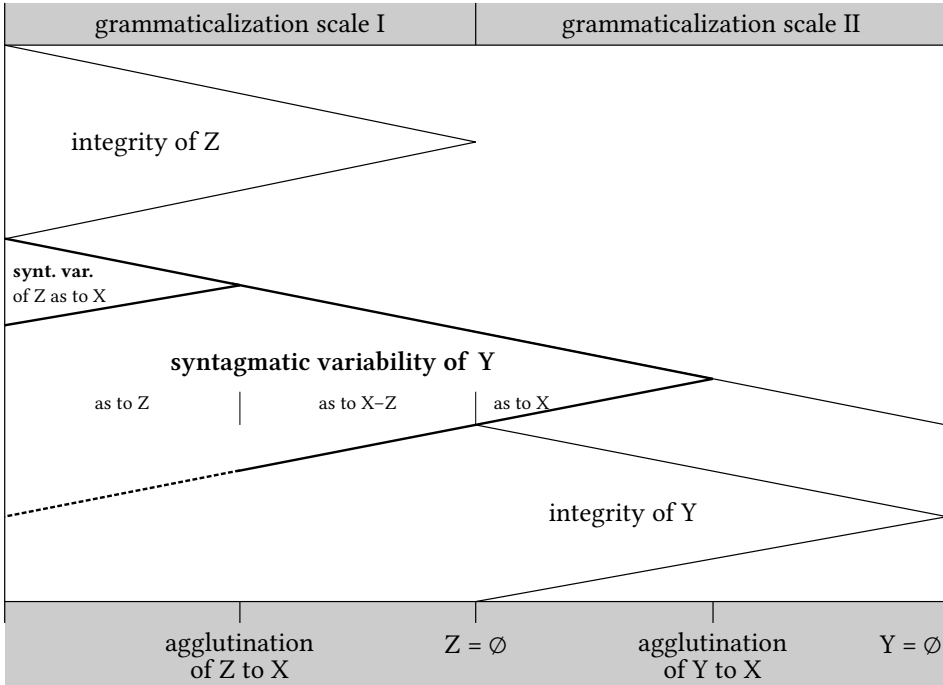 grammaticalization scale I
grammaticalization scale II
integrity of Z
synt. var.
of Z as to X
syntagmatic variability of Y
as to Z
as to X–Z
as to X
integrity of Y
agglutination
of Z to X
Z = ∅
agglutination
of Y to X
Y = ∅